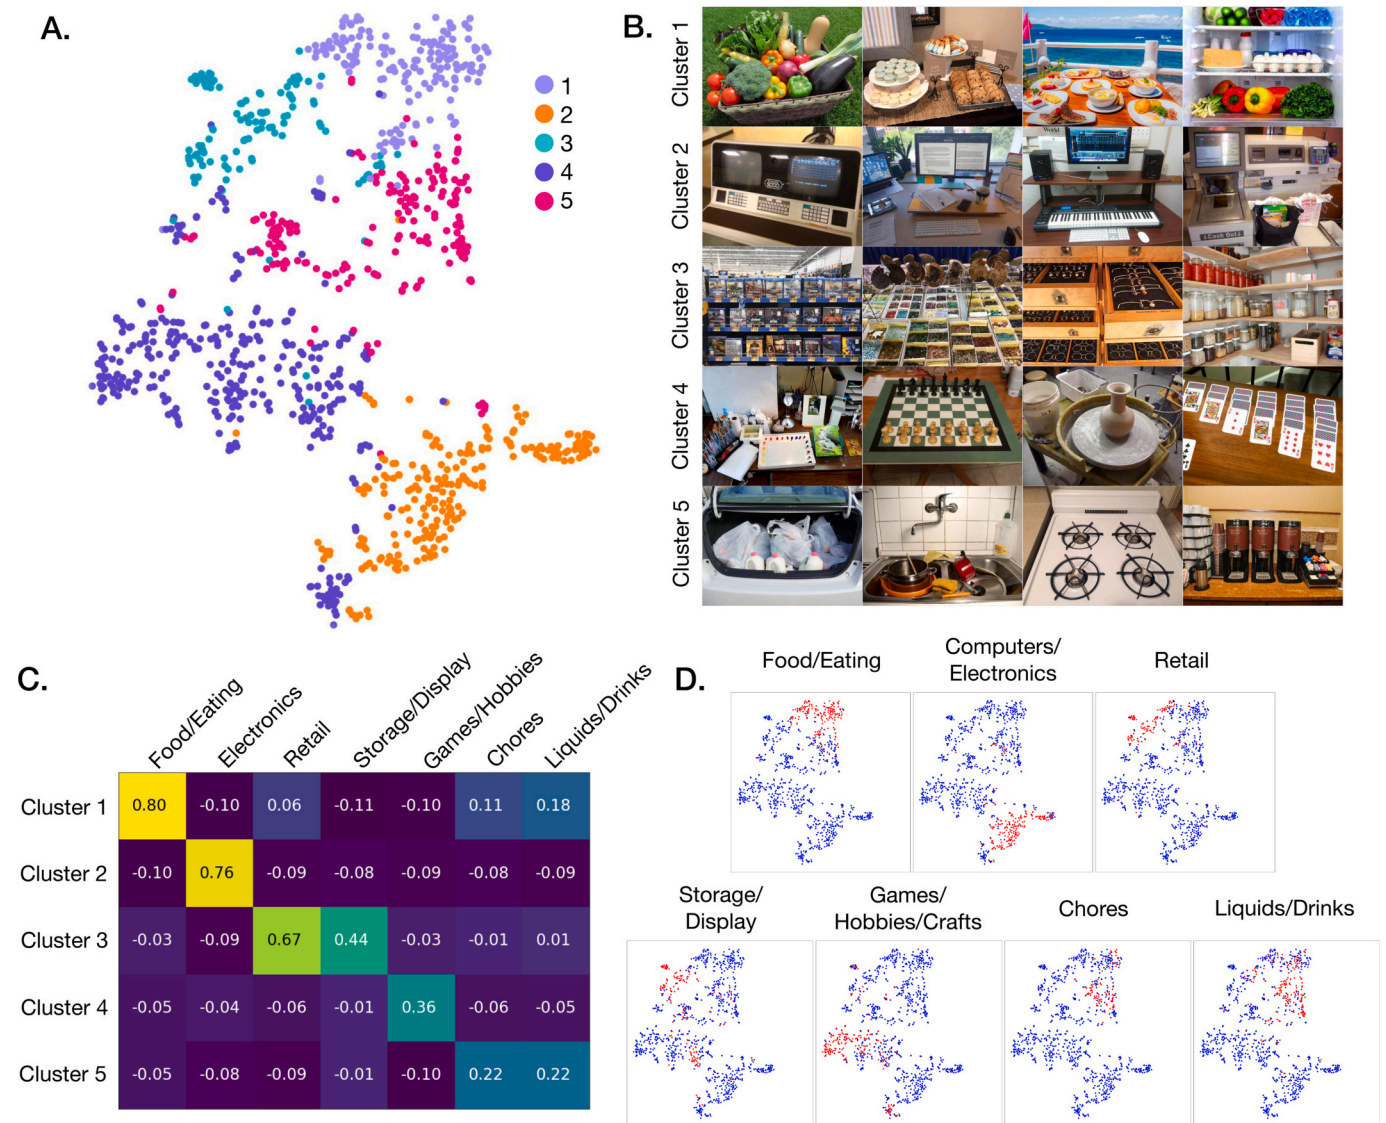 A.
1
2
3
4
5
B.
Cluster 1
Cluster 2
Cluster 3
Cluster 4
Cluster 5
World
Cash Out
C.
Food/Eating
Electronics
Retail
Storage/Display
Games/Hobbies
Chores
Liquids/Drinks
Cluster 1 0.80 -0.10 0.06 -0.11 -0.10 0.11 0.18
Cluster 2 -0.10 0.76 -0.09 -0.08 -0.09 -0.08 -0.09
Cluster 3 -0.03 -0.09 0.67 0.44 -0.03 -0.01 0.01
Cluster 4 -0.05 -0.04 -0.06 -0.01 0.36 -0.06 -0.05
Cluster 5 -0.05 -0.08 -0.09 -0.01 -0.10 0.22 0.22
D.
Food/Eating
Computers/
Electronics
Retail
Storage/
Display
Games/
Hobbies/Crafts
Chores
Liquids/Drinks